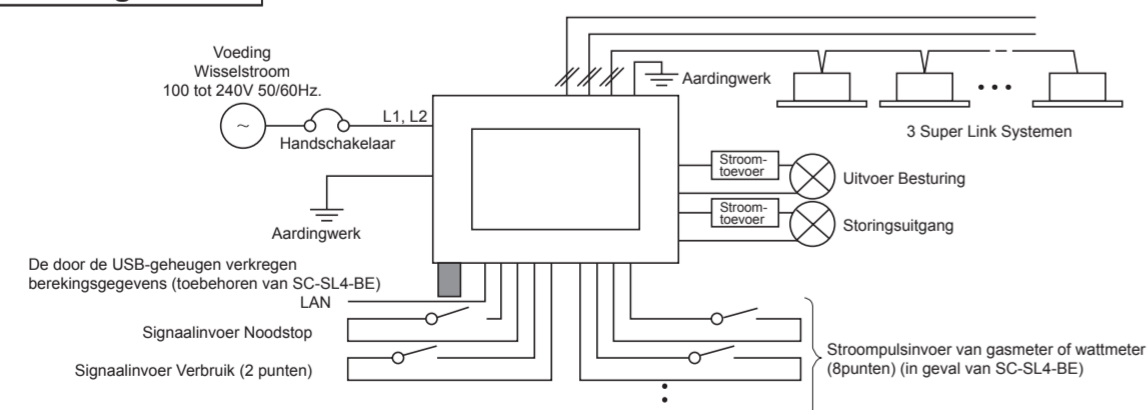 Voeding
Wisselstroom
100 tot 240V 50/60Hz.
~
L1, L2
Handschakelaar
Aardingwerk
Aardingwerk
3 Super Link Systemen
Stroom-
toevoer
Uitvoer Besturing
Stroom-
toevoer
Storingsuitgang
De door de USB-geheugen verkregen
berekingsgegevens (toebehoren van SC-SL4-BE)
LAN
Signaalinvoer Noodstop
Signaalinvoer Verbruik (2 punten)
Stroompulsinvoer van gasmeter of wattmeter
(8punten) (in geval van SC-SL4-BE)